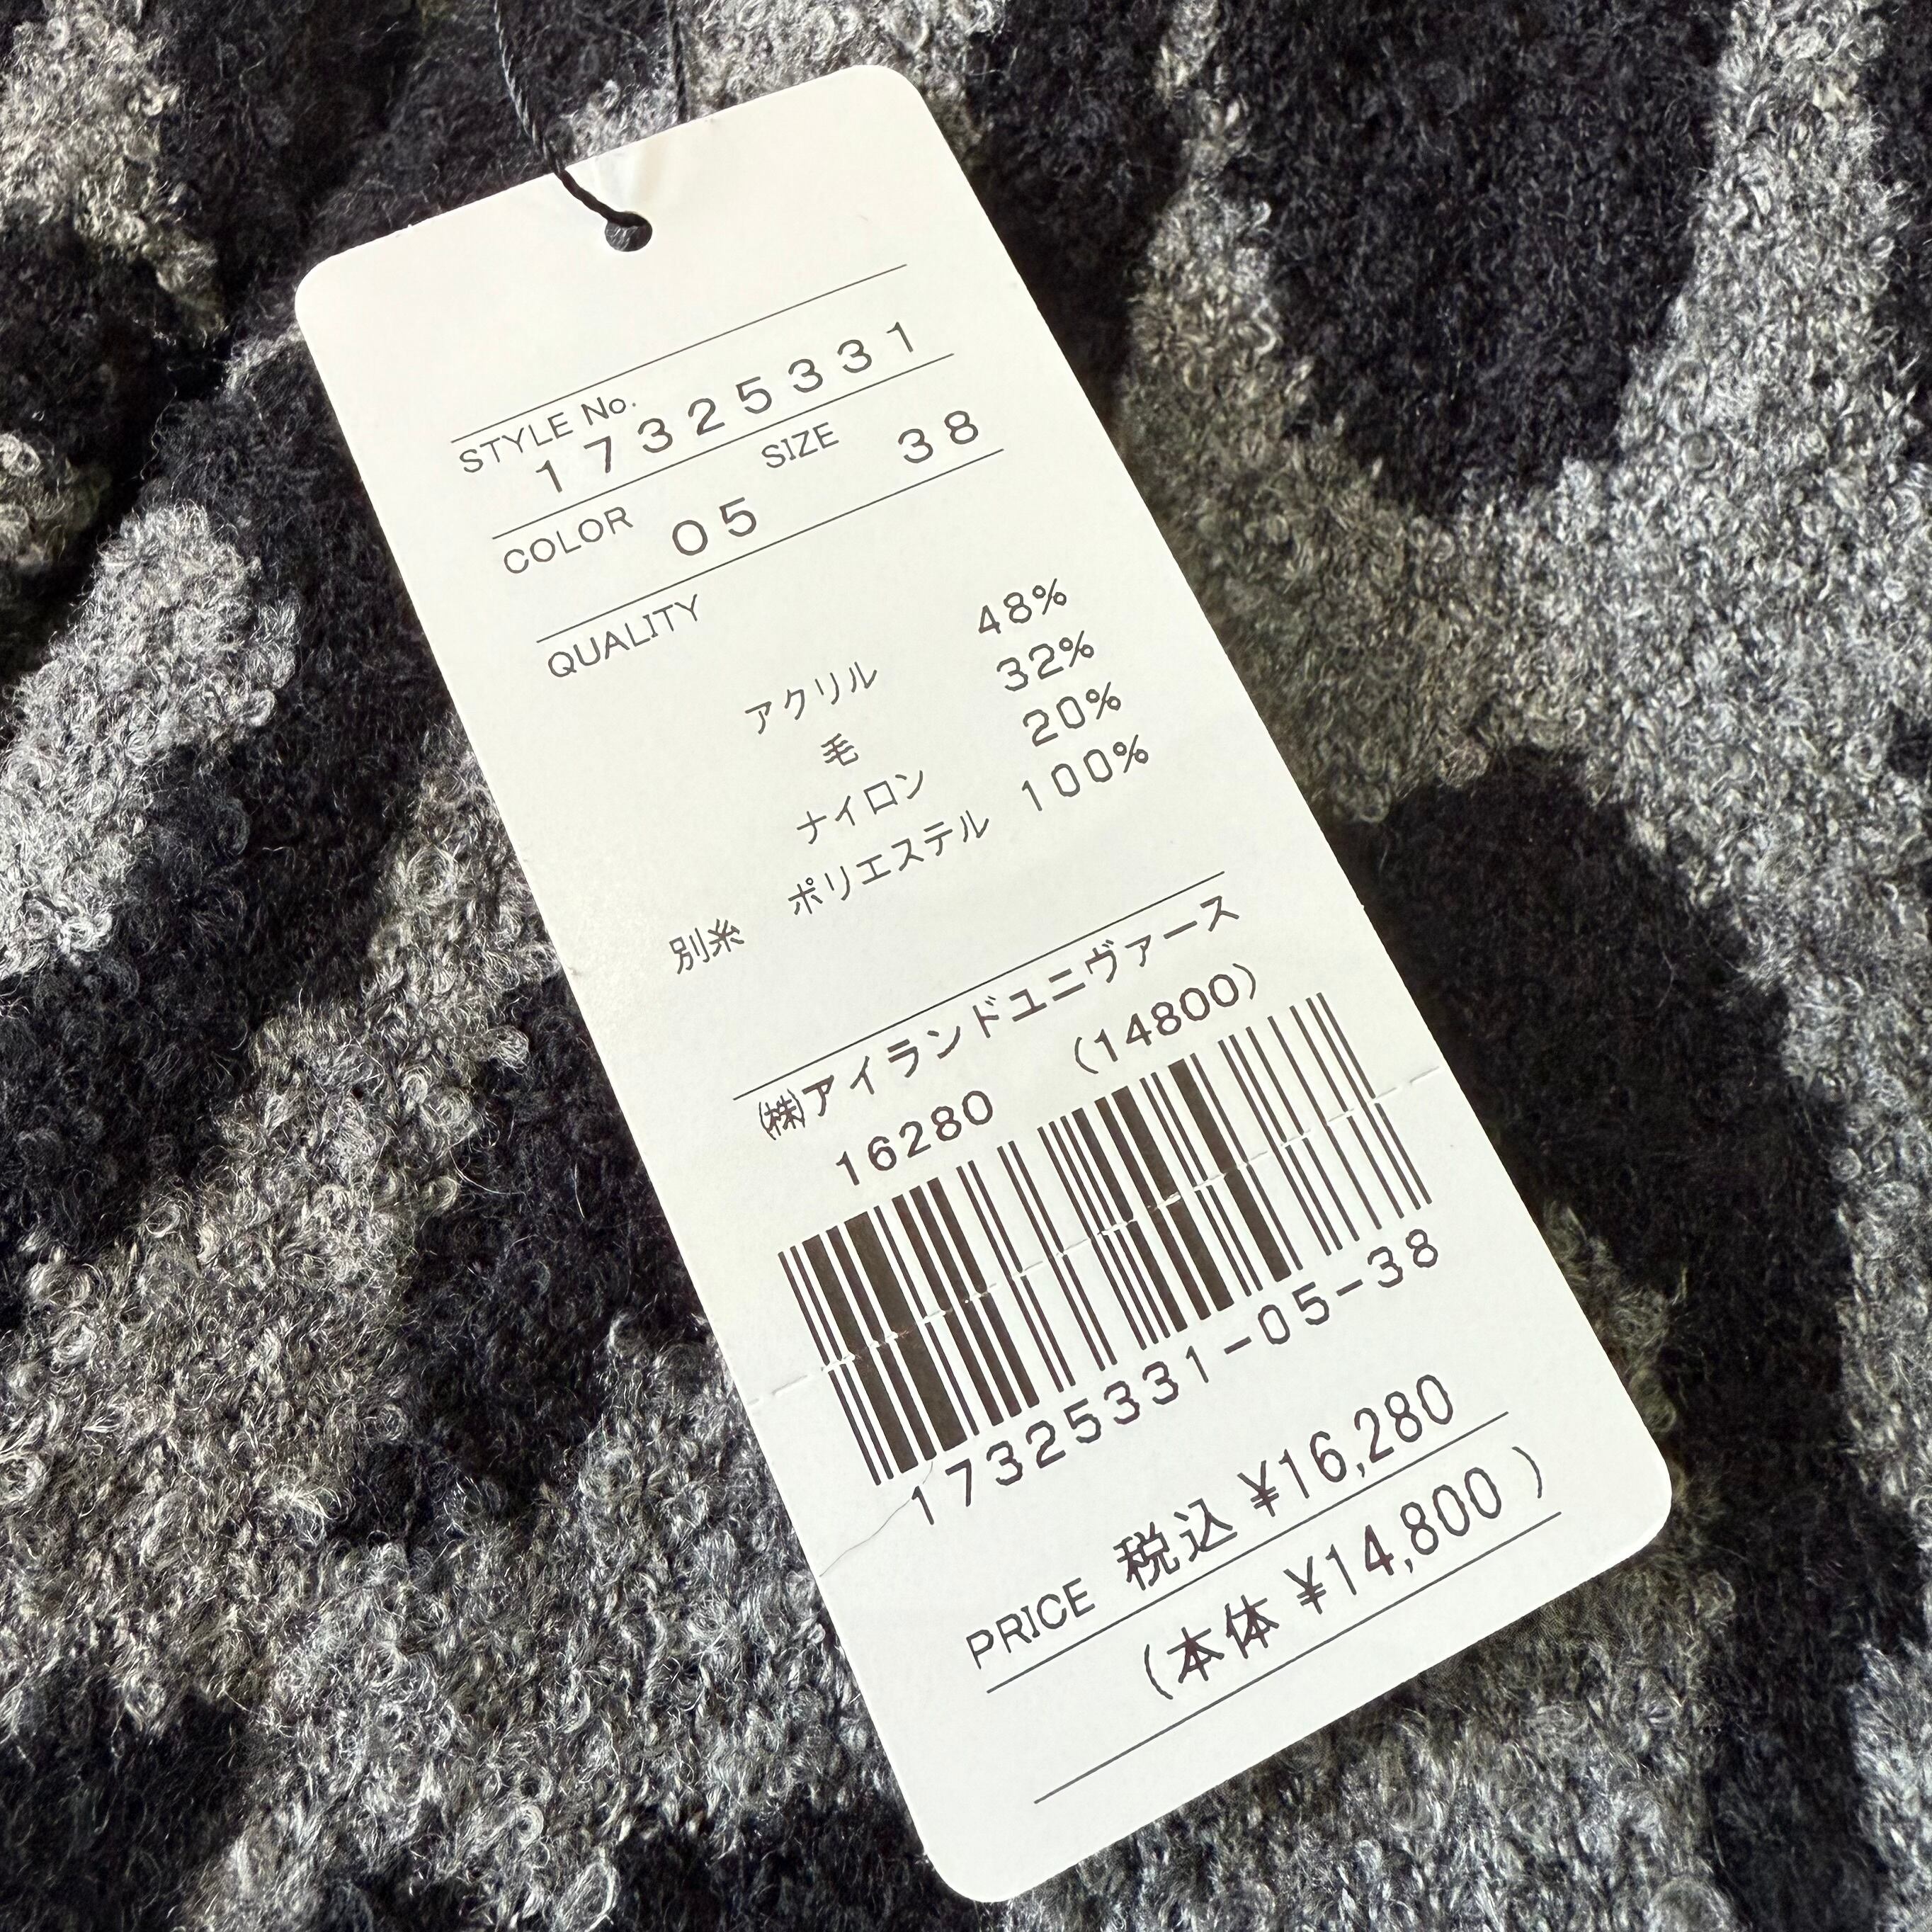 STYLE No.
17325331
COLOR 05 SIZE 38
QUALITY
アクリル 48%
毛 32%
ナイロン 20%
別糸 ポリエステル 100%
㈱アイランドユニヴァース
16280 (14800)
17325331-05-38
PRICE 税込 ¥16,280
(本体 ¥14,800 )